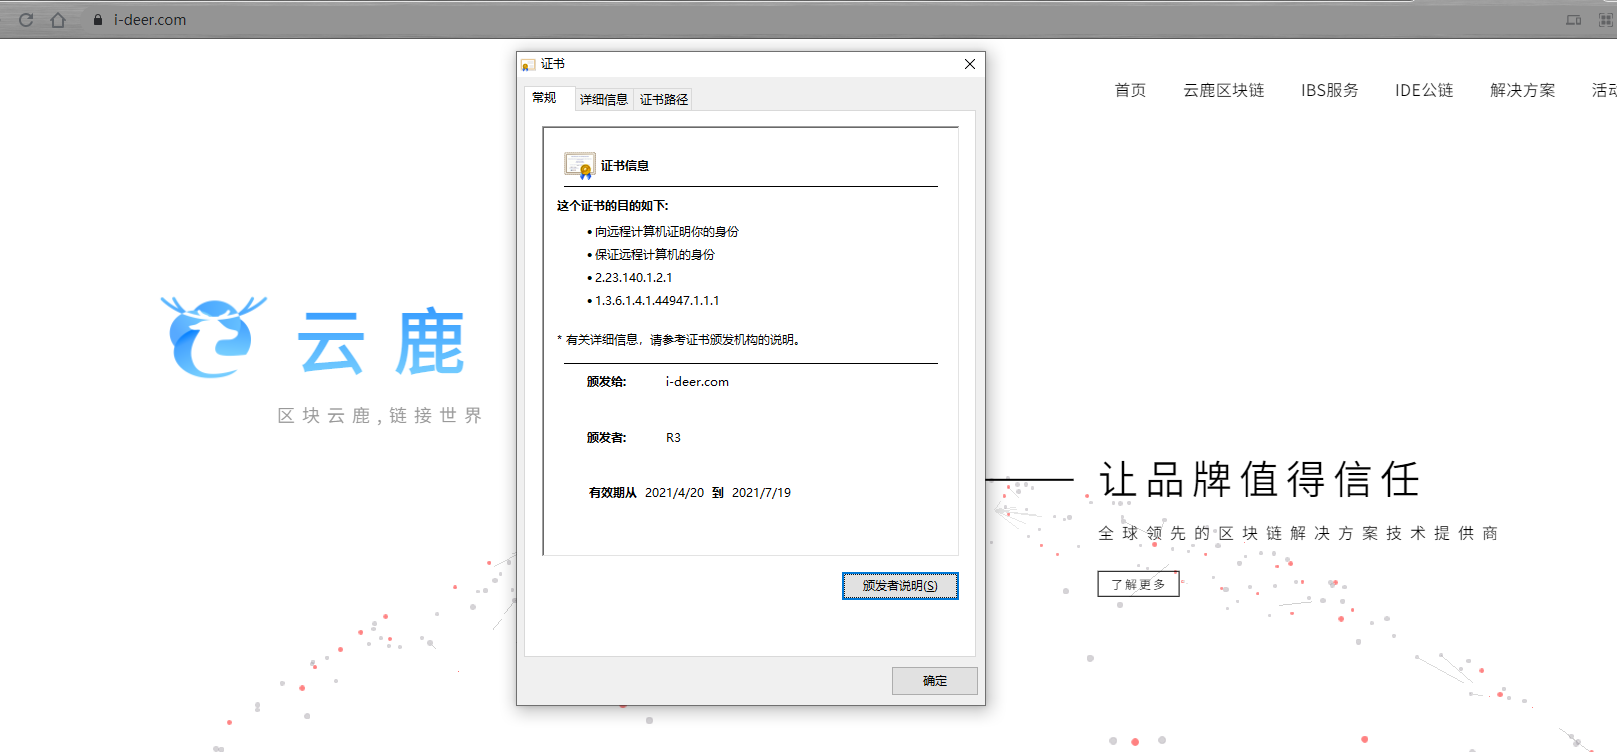 i-deer.com
首页 云鹿区块链 IBS服务 IDE公链 解决方案 活动
证书
常规 详细信息 证书路径
证书信息
这个证书的目的如下:
• 向远程计算机证明你的身份
• 保证远程计算机的身份
• 2.23.140.1.2.1
• 1.3.6.1.4.1.44947.1.1.1
* 有关详细信息，请参考证书颁发机构的说明。
颁发给: i-deer.com
颁发者: R3
有效期从 2021/4/20 到 2021/7/19
颁发者说明(S)
确定
云鹿
区块云鹿,链接世界
让品牌值得信任
全球领先的区块链解决方案技术提供商
了解更多